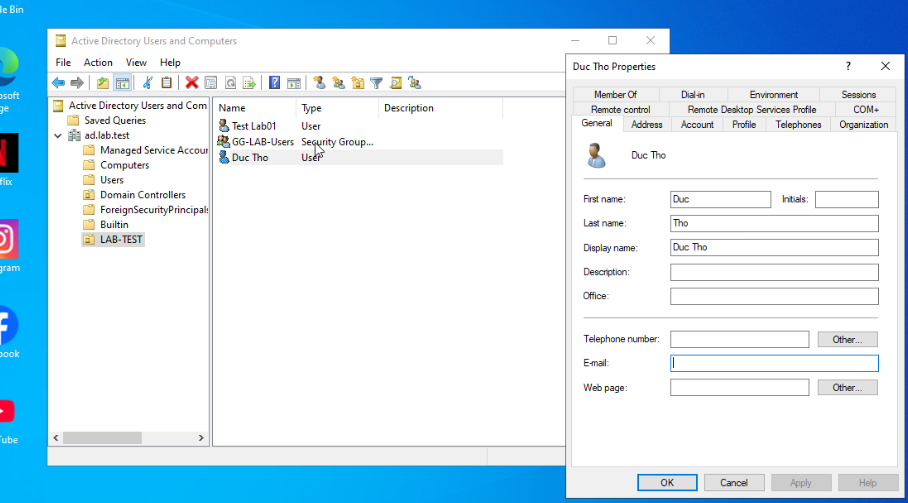 le Bin
osoft
ge
flix
gram
book
Tube
Active Directory Users and Computers
File Action View Help
Active Directory Users and Com
Saved Queries
ad.lab.test
Managed Service Accour
Computers
Users
Domain Controllers
ForeignSecurityPrincipals
Builtin
LAB-TEST
Name Type Description
Test Lab01 User
GG-LAB-Users Security Group...
Duc Tho User
Duc Tho Properties
?
Member Of Dial-in Environment Sessions
Remote control Remote Desktop Services Profile COM+
General Address Account Profile Telephones Organization
Duc Tho
First name: Duc Initials:
Last name: Tho
Display name: Duc Tho
Description:
Office:
Telephone number: Other...
E-mail:
Web page: Other...
OK Cancel Apply Help